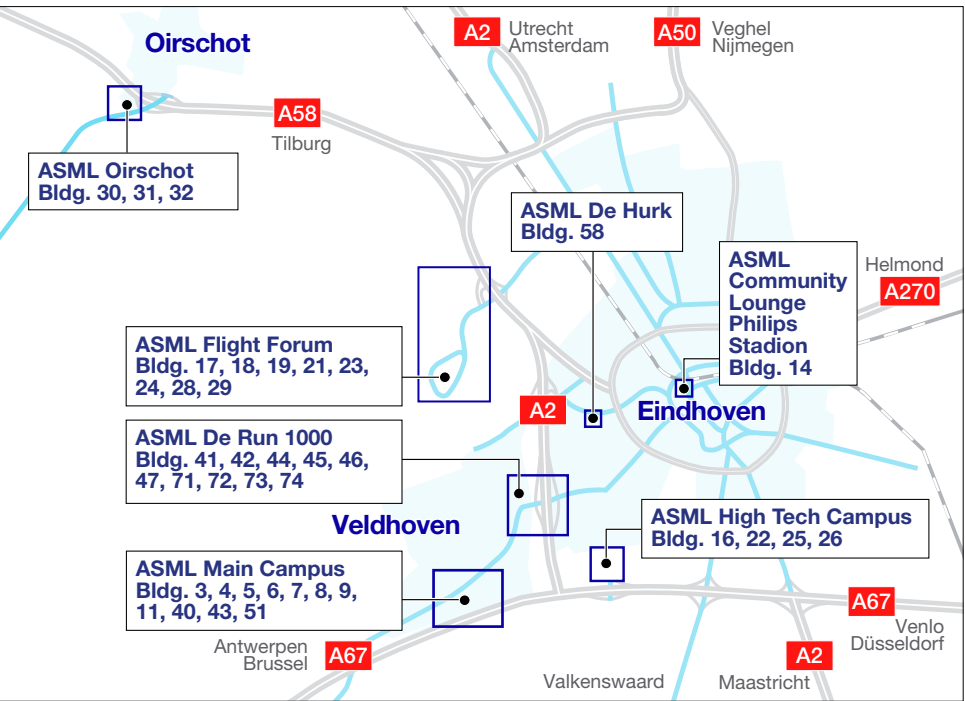 Oirschot
A2
Utrecht
Amsterdam
A50
Veghel
Nijmegen
A58
Tilburg
ASML Oirschot
Bldg. 30, 31, 32
ASML De Hurk
Bldg. 58
ASML
Community
Lounge
Philips
Stadion
Bldg. 14
Helmond
A270
ASML Flight Forum
Bldg. 17, 18, 19, 21, 23,
24, 28, 29
A2
Eindhoven
ASML De Run 1000
Bldg. 41, 42, 44, 45, 46,
47, 71, 72, 73, 74
Veldhoven
ASML High Tech Campus
Bldg. 16, 22, 25, 26
ASML Main Campus
Bldg. 3, 4, 5, 6, 7, 8, 9,
11, 40, 43, 51
A67
Venlo
Düsseldorf
Antwerpen
Brussel
A67
A2
Valkenswaard
Maastricht